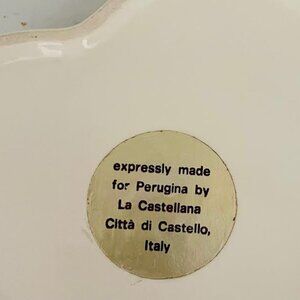 expressly made
for Perugina by
La Castellana
Città di Castello,
Italy